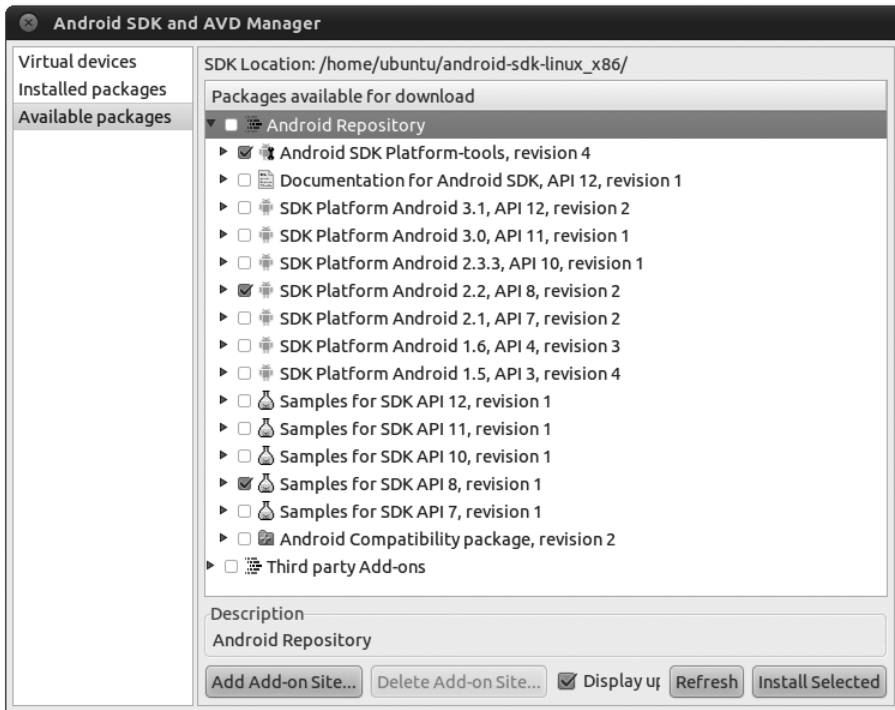 Android SDK and AVD Manager
Virtual devices
Installed packages
Available packages
SDK Location: /home/ubuntu/android-sdk-linux_x86/
Packages available for download
Android Repository
Android SDK Platform-tools, revision 4
Documentation for Android SDK, API 12, revision 1
SDK Platform Android 3.1, API 12, revision 2
SDK Platform Android 3.0, API 11, revision 1
SDK Platform Android 2.3.3, API 10, revision 1
SDK Platform Android 2.2, API 8, revision 2
SDK Platform Android 2.1, API 7, revision 2
SDK Platform Android 1.6, API 4, revision 3
SDK Platform Android 1.5, API 3, revision 4
Samples for SDK API 12, revision 1
Samples for SDK API 11, revision 1
Samples for SDK API 10, revision 1
Samples for SDK API 8, revision 1
Samples for SDK API 7, revision 1
Android Compatibility package, revision 2
Third party Add-ons
Description
Android Repository
Add Add-on Site... Delete Add-on Site... Display up Refresh Install Selected